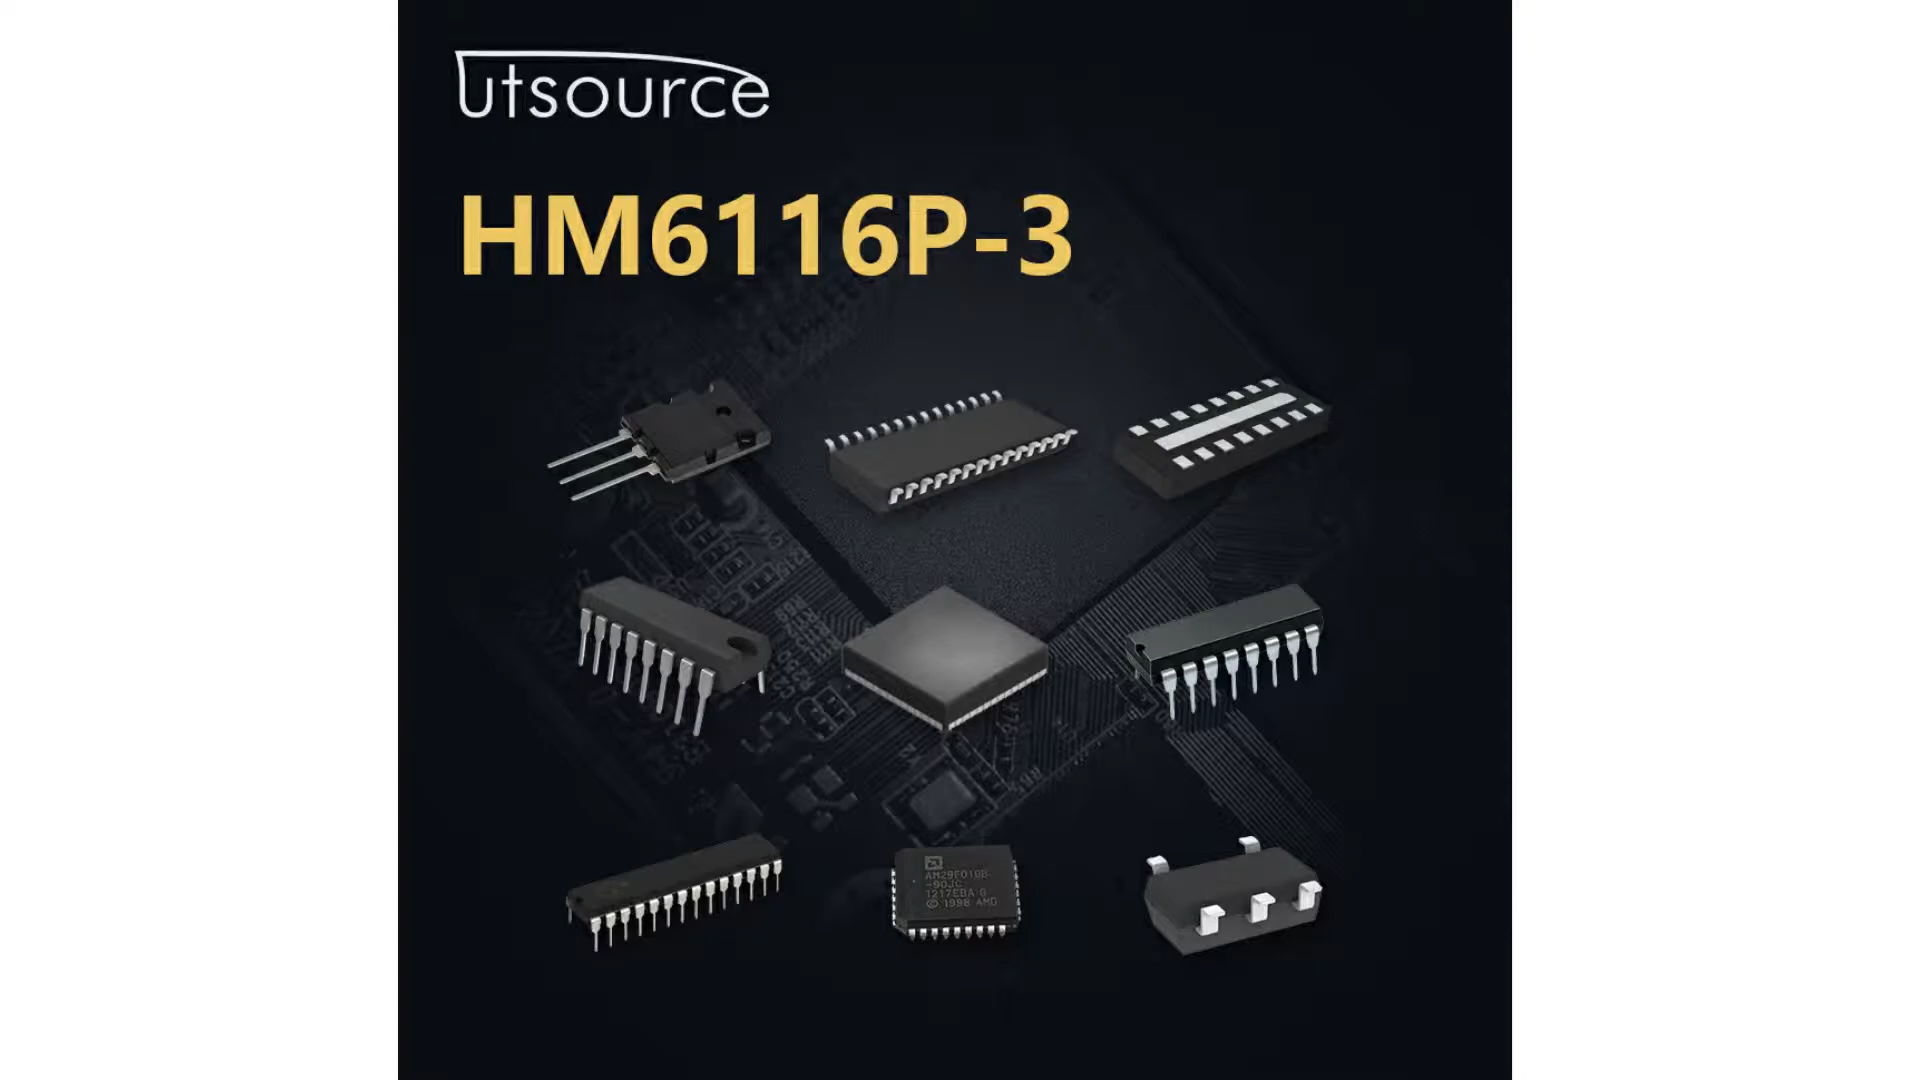 utsource
HM6116P-3
AM29F010B
-90JC
1217EBA G
© 1998 AMD